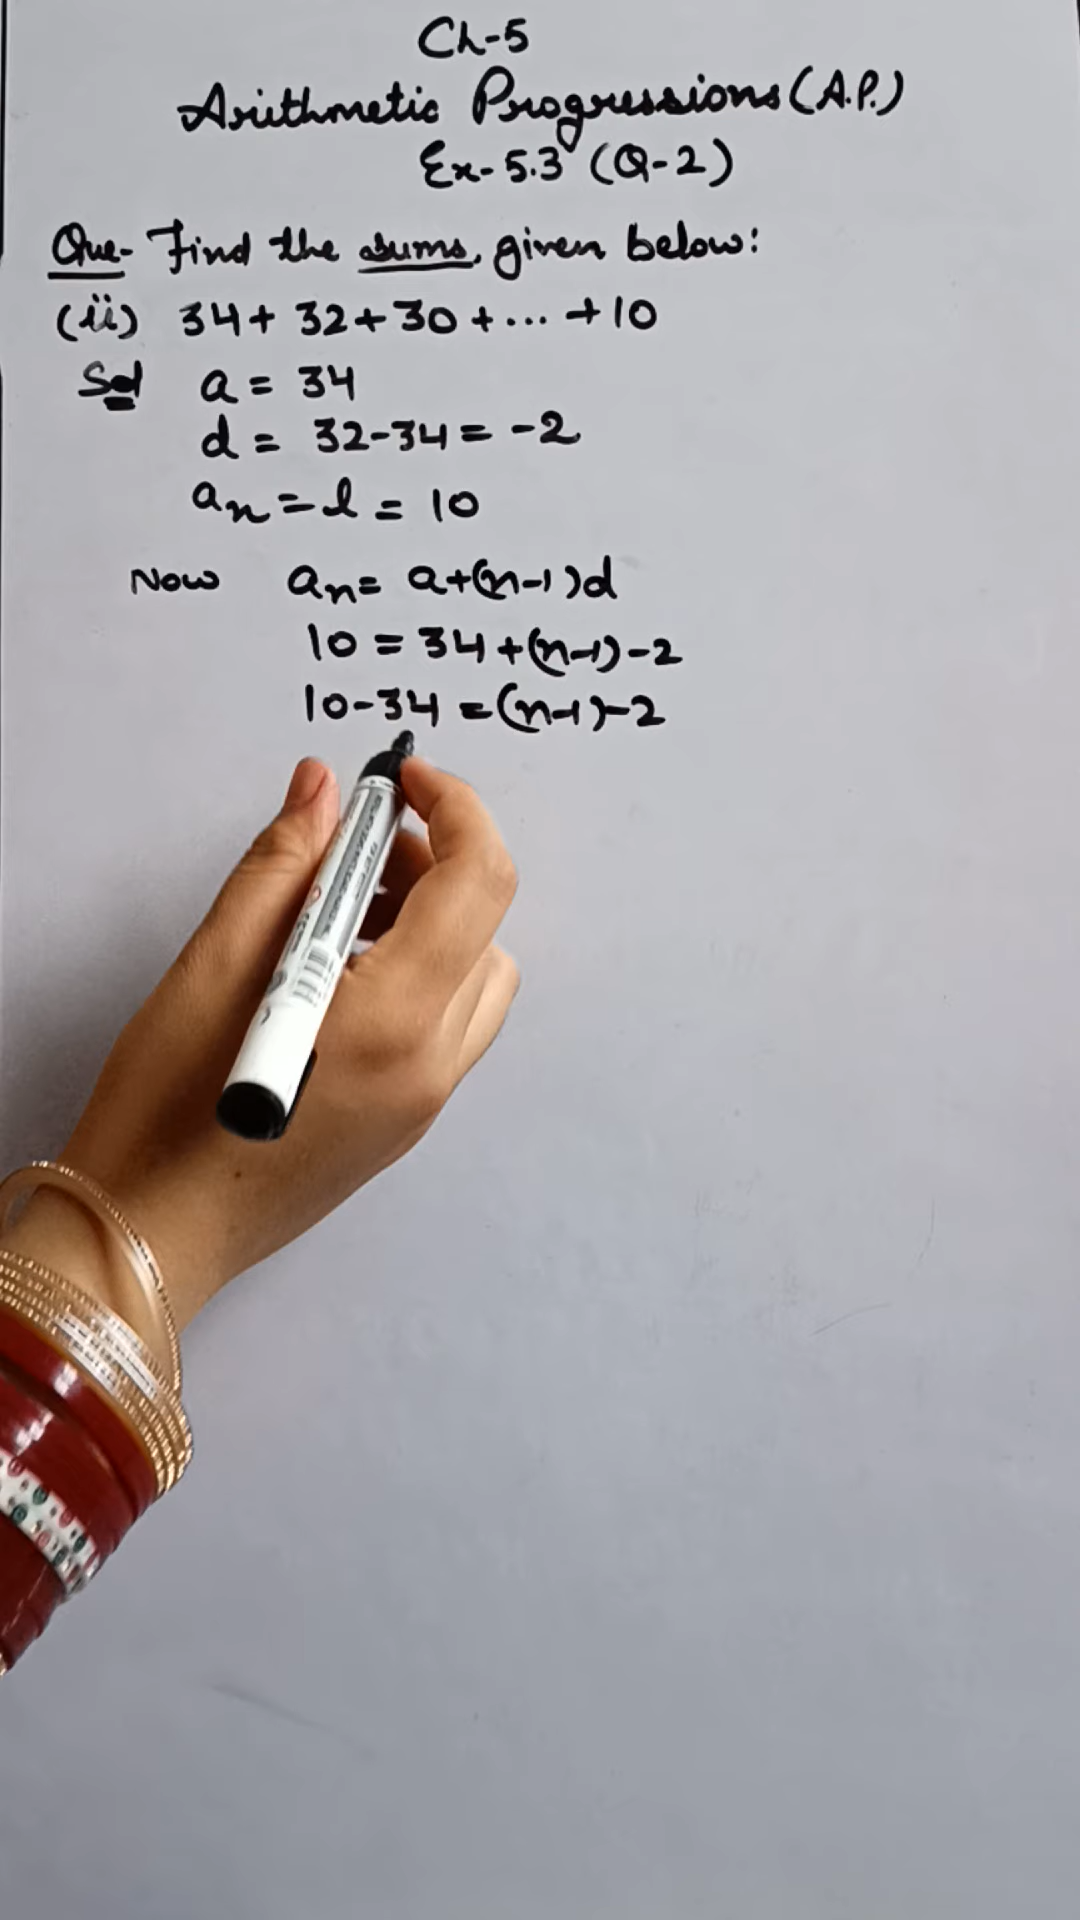 Ch-5
Arithmetic Progressions (A.P.)
Ex-5.3 (Q-2)
Que- Find the sums, given below:
(ii) 34+ 32+30+...+10
Sol a = 34
d = 32-34 = -2
an = l = 10
Now an = a+(n-1)d
10 = 34+(n-1)-2
10-34 = (n-1)-2